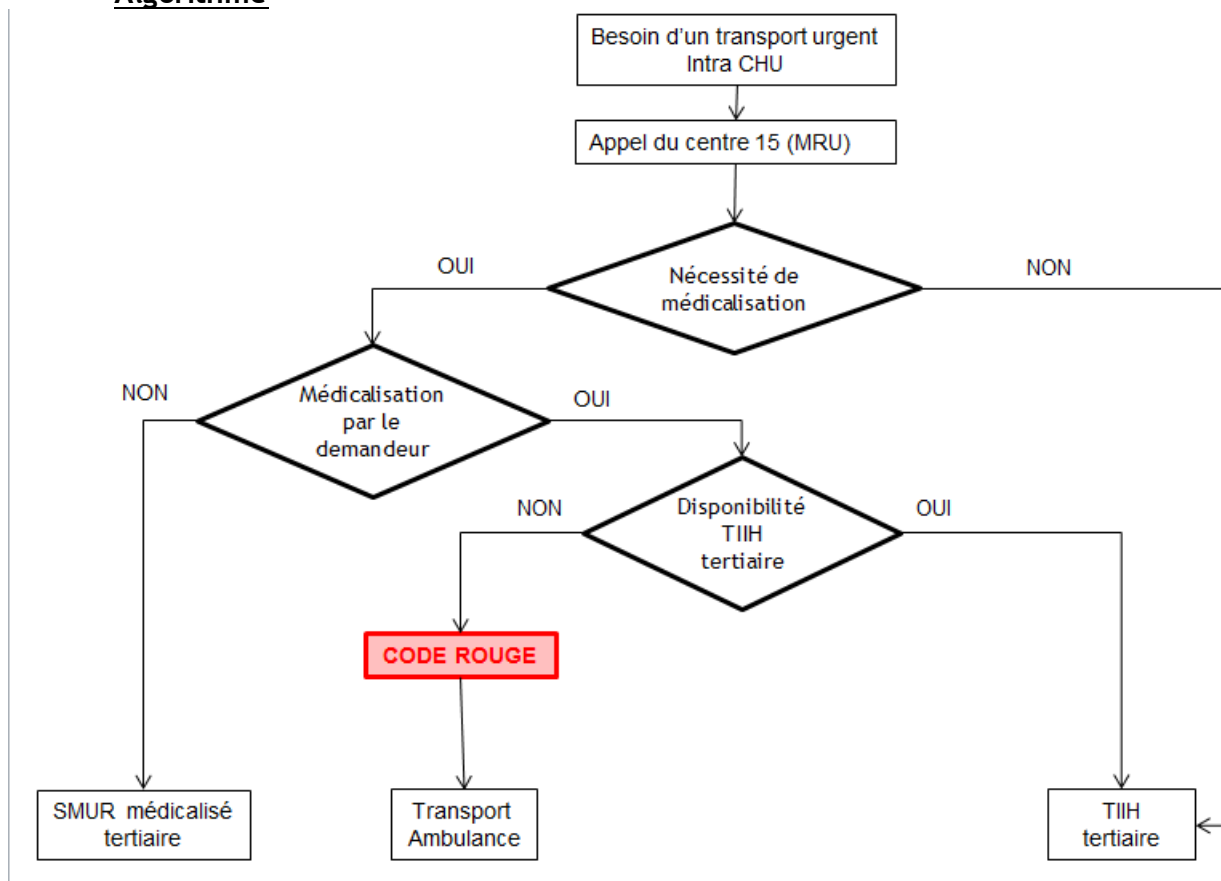 Algorithme
Besoin d'un transport urgent
Intra CHU
Appel du centre 15 (MRU)
OUI
Nécessité de
médicalisation
NON
NON
Médicalisation
par le
demandeur
OUI
NON
Disponibilité
TIIH
tertiaire
OUI
CODE ROUGE
SMUR médicalisé
tertiaire
Transport
Ambulance
TIIH
tertiaire